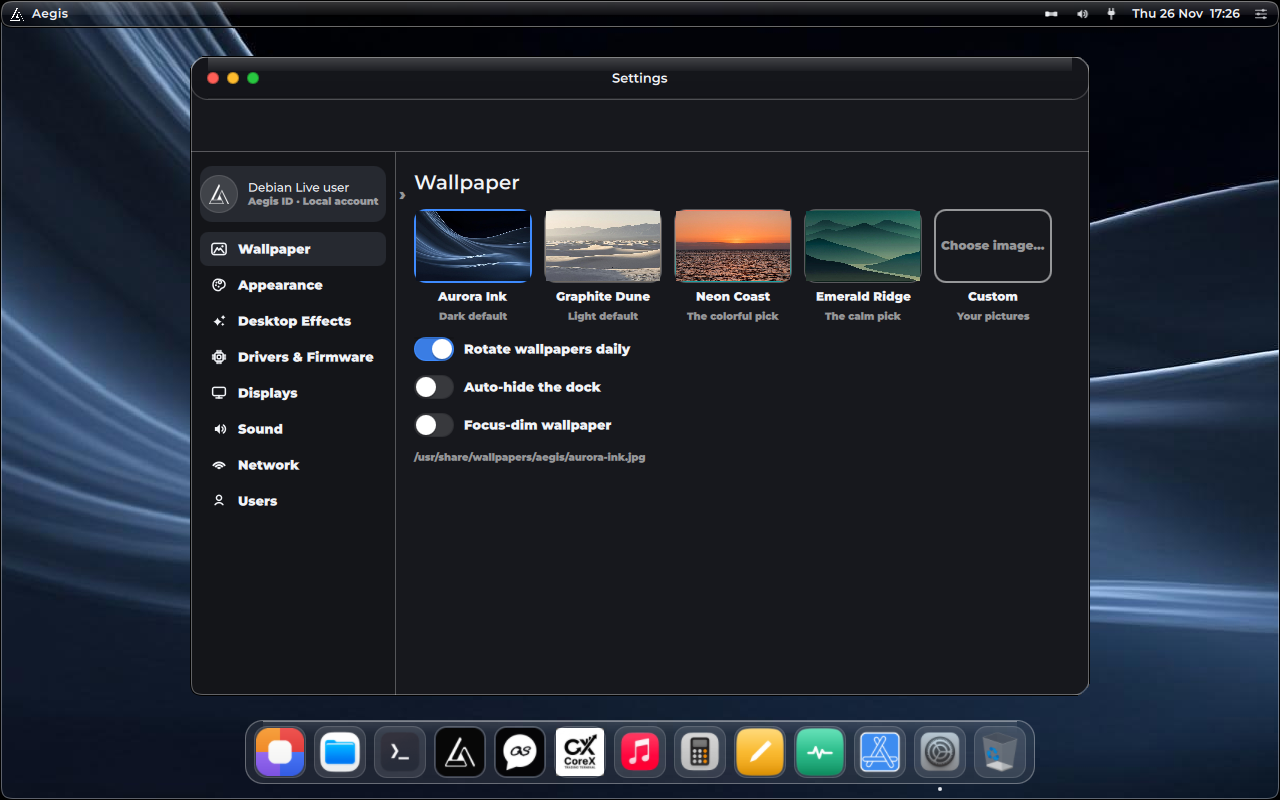 Aegis
Thu 26 Nov 17:26
Settings
Debian Live user
Aegis ID · Local account
Wallpaper
Appearance
Desktop Effects
Drivers & Firmware
Displays
Sound
Network
Users
Wallpaper
Choose image...
Aurora Ink
Graphite Dune
Neon Coast
Emerald Ridge
Custom
Dark default
Light default
The colorful pick
The calm pick
Your pictures
Rotate wallpapers daily
Auto-hide the dock
Focus-dim wallpaper
/usr/share/wallpapers/aegis/aurora-ink.jpg
as
CX
CoreX